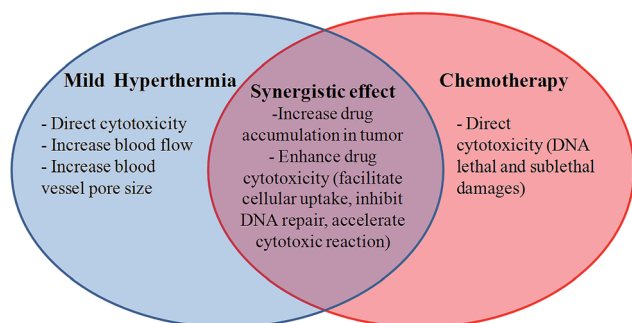 Mild Hyperthermia
- Direct cytotoxicity
- Increase blood flow
- Increase blood
vessel pore size
Synergistic effect
-Increase drug
accumulation in tumor
- Enhance drug
cytotoxicity (facilitate
cellular uptake, inhibit
DNA repair, accelerate
cytotoxic reaction)
Chemotherapy
- Direct
cytotoxicity (DNA
lethal and sublethal
damages)